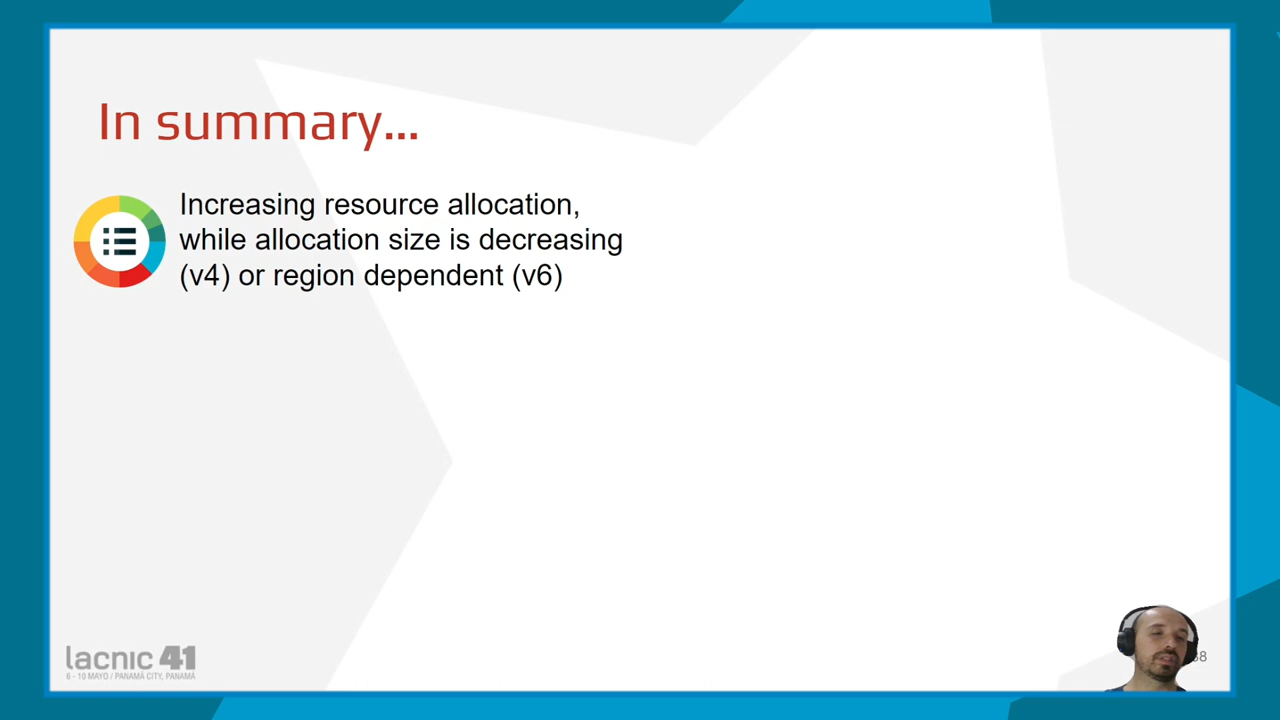 In summary...
Increasing resource allocation,
while allocation size is decreasing
(v4) or region dependent (v6)
lacnic 41
6 - 10 MAYO / PANAMÁ CITY, PANAMÁ